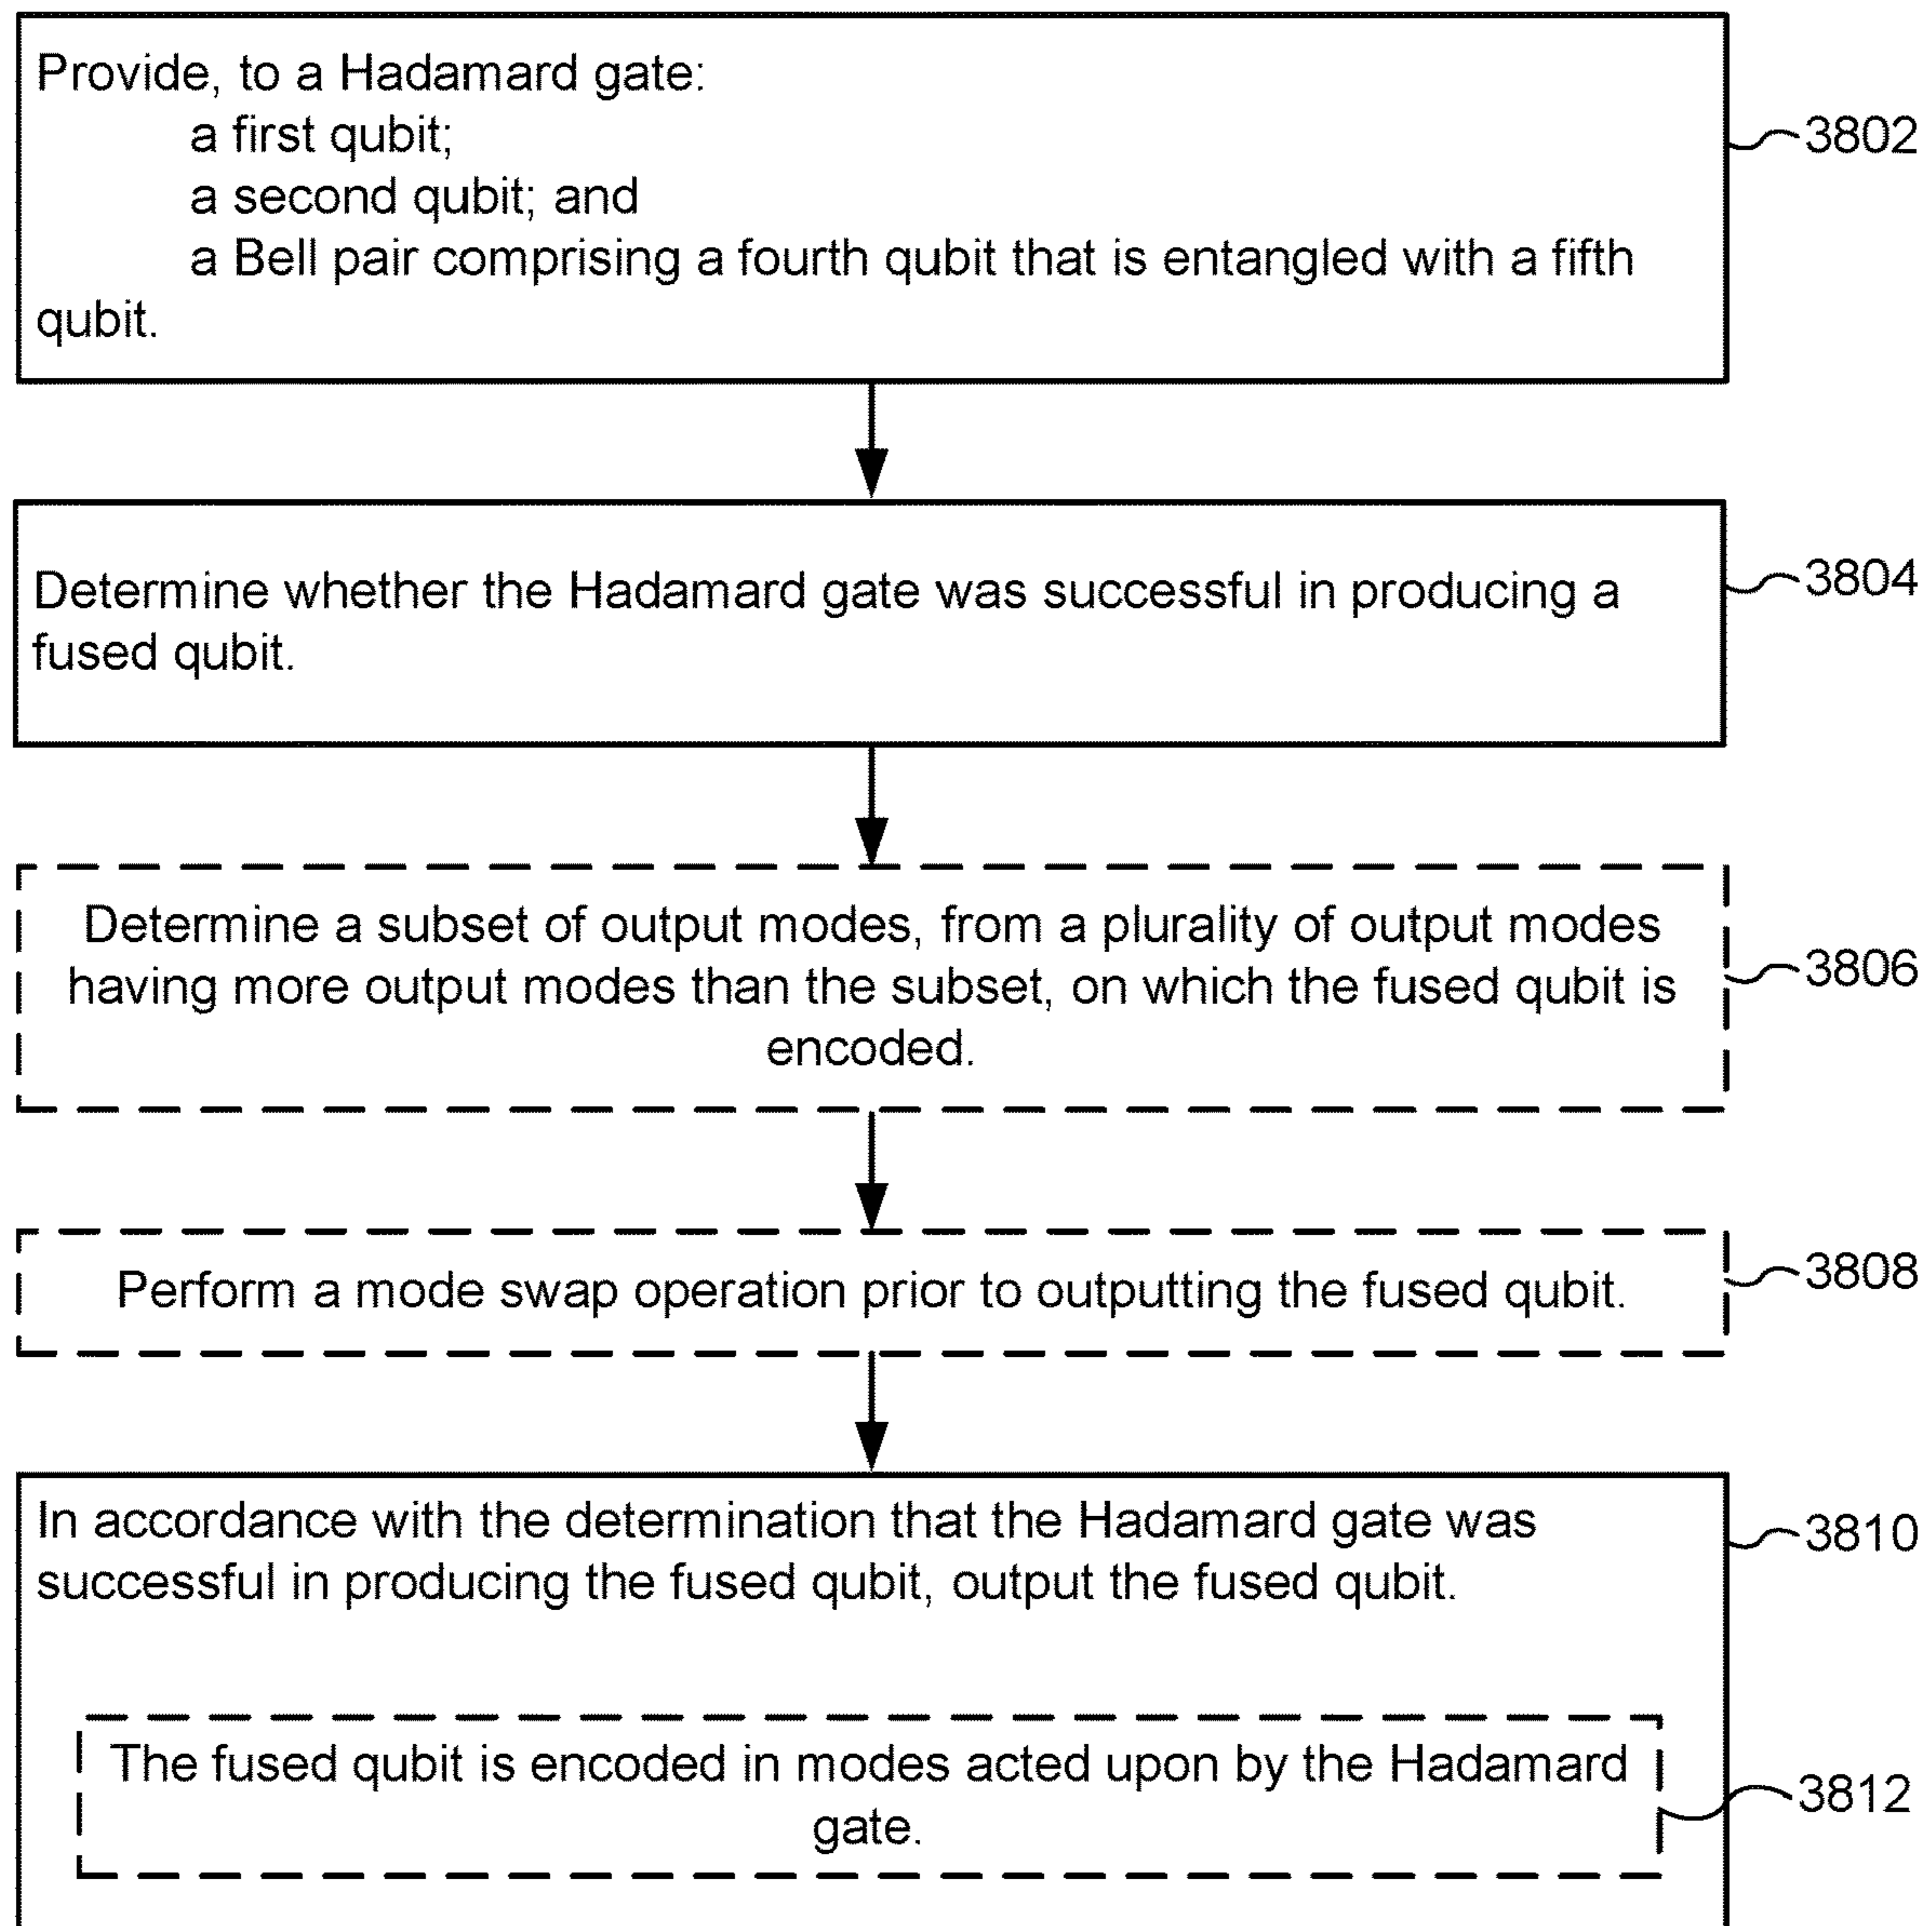 Provide, to a Hadamard gate:
a first qubit;
a second qubit; and
a Bell pair comprising a fourth qubit that is entangled with a fifth
qubit.
3802
Determine whether the Hadamard gate was successful in producing a
fused qubit.
3804
Determine a subset of output modes, from a plurality of output modes
having more output modes than the subset, on which the fused qubit is
encoded.
3806
Perform a mode swap operation prior to outputting the fused qubit.
3808
In accordance with the determination that the Hadamard gate was
successful in producing the fused qubit, output the fused qubit.
3810
The fused qubit is encoded in modes acted upon by the Hadamard
gate.
3812